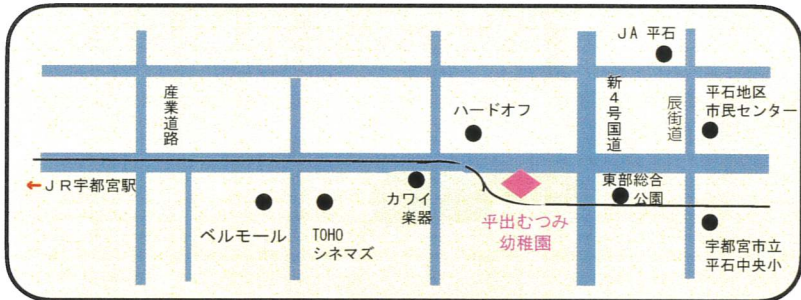 JA 平石
産業道路
ハードオフ
新4号国道
辰街道
平石地区
市民センター
←JR宇都宮駅
ベルモール
TOHO
シネマズ
カワイ
楽器
平出むつみ
幼稚園
東部総合
公園
宇都宮市立
平石中央小